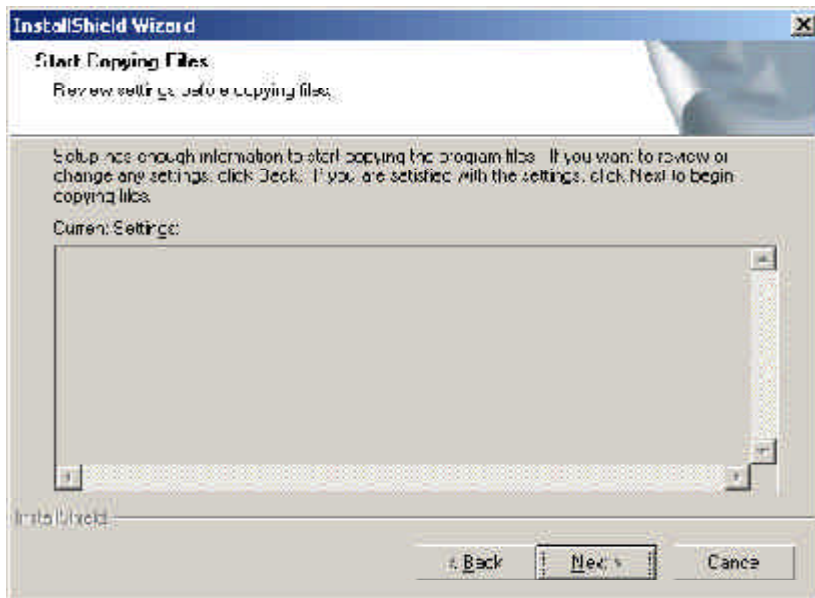 InstallShield Wizard
Start Copying Files
Review settings before copying files.
Setup has enough information to start copying the program files. If you want to review or
change any settings, click Back. If you are satisfied with the settings, click Next to begin
copying files.
Current Settings:
InstallShield
< Back
Next >
Cancel